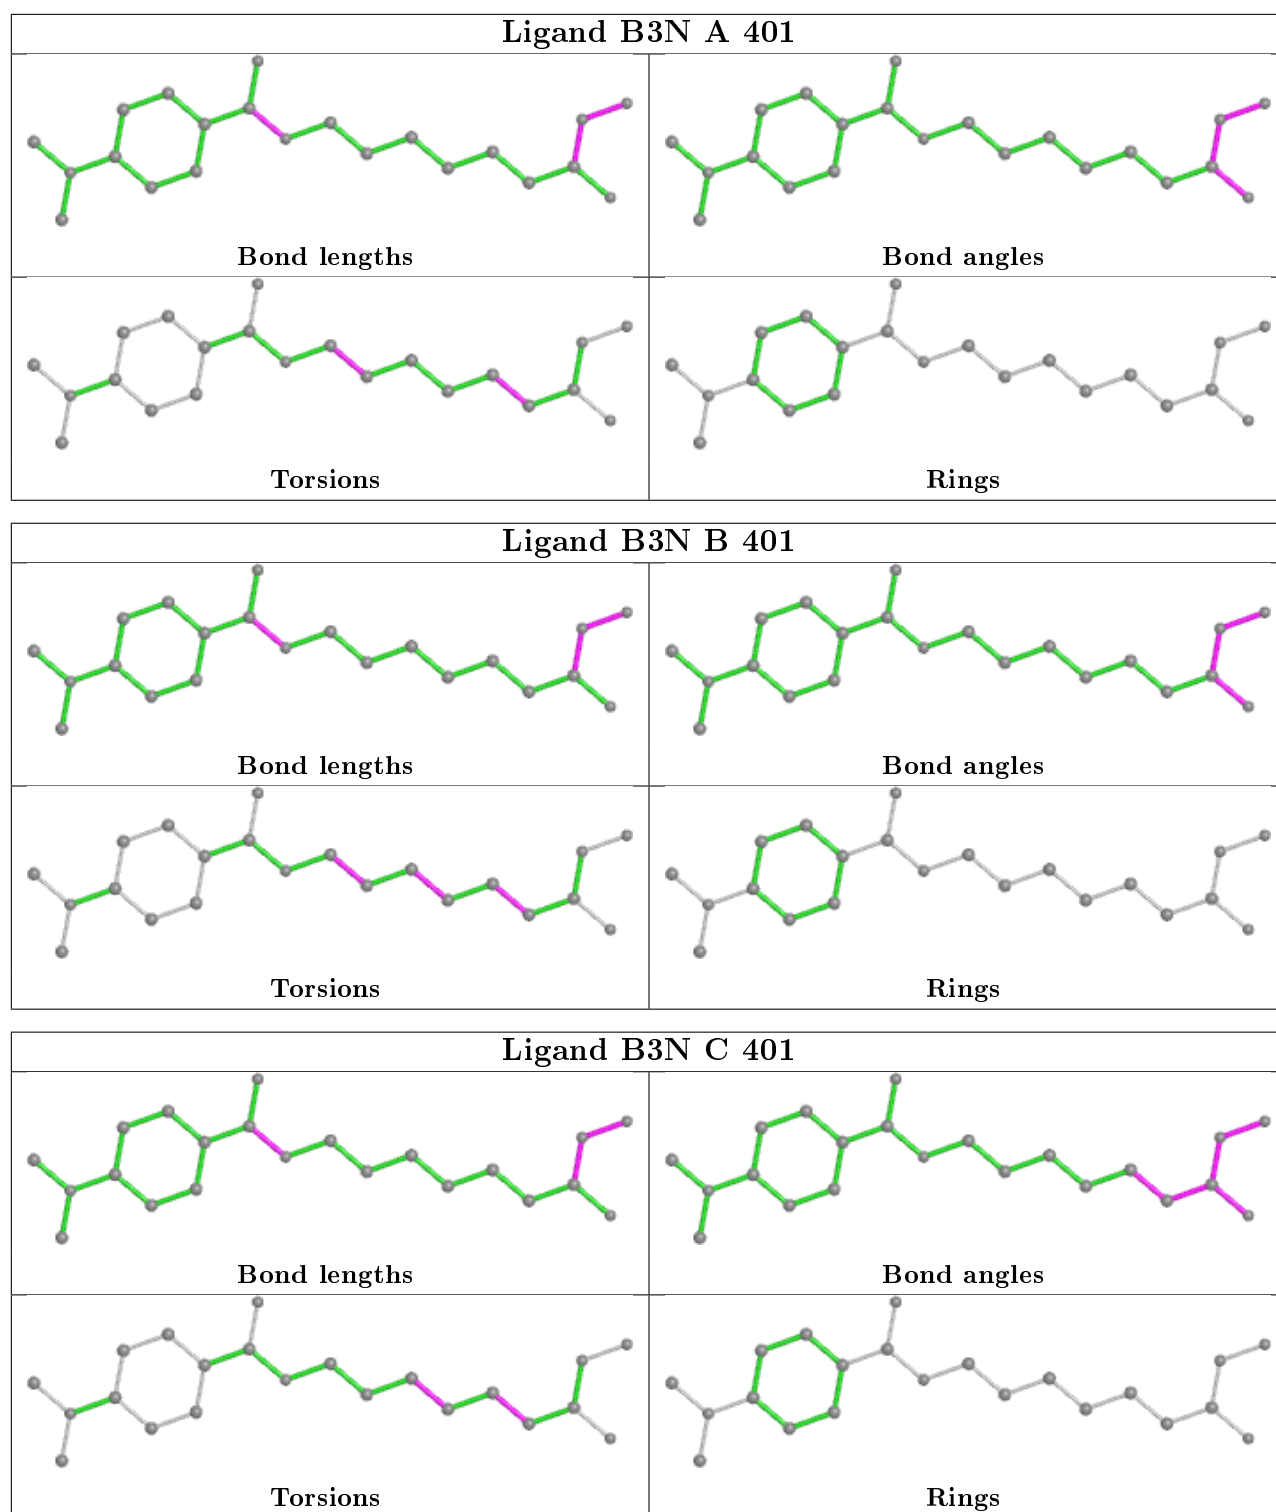 Ligand B3N A 401
Bond lengths
Bond angles
Torsions
Rings
Ligand B3N B 401
Bond lengths
Bond angles
Torsions
Rings
Ligand B3N C 401
Bond lengths
Bond angles
Torsions
Rings